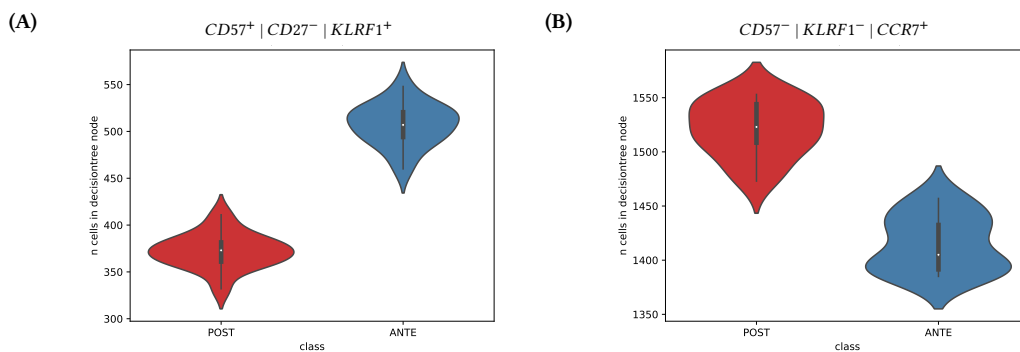 (A)
CD57⁺ | CD27⁻ | KLRF1⁺
n cells in decisiontree node
550
500
450
400
350
300
POST
ANTE
class
(B)
CD57⁻ | KLRF1⁻ | CCR7⁺
n cells in decisiontree node
1550
1500
1450
1400
1350
POST
ANTE
class